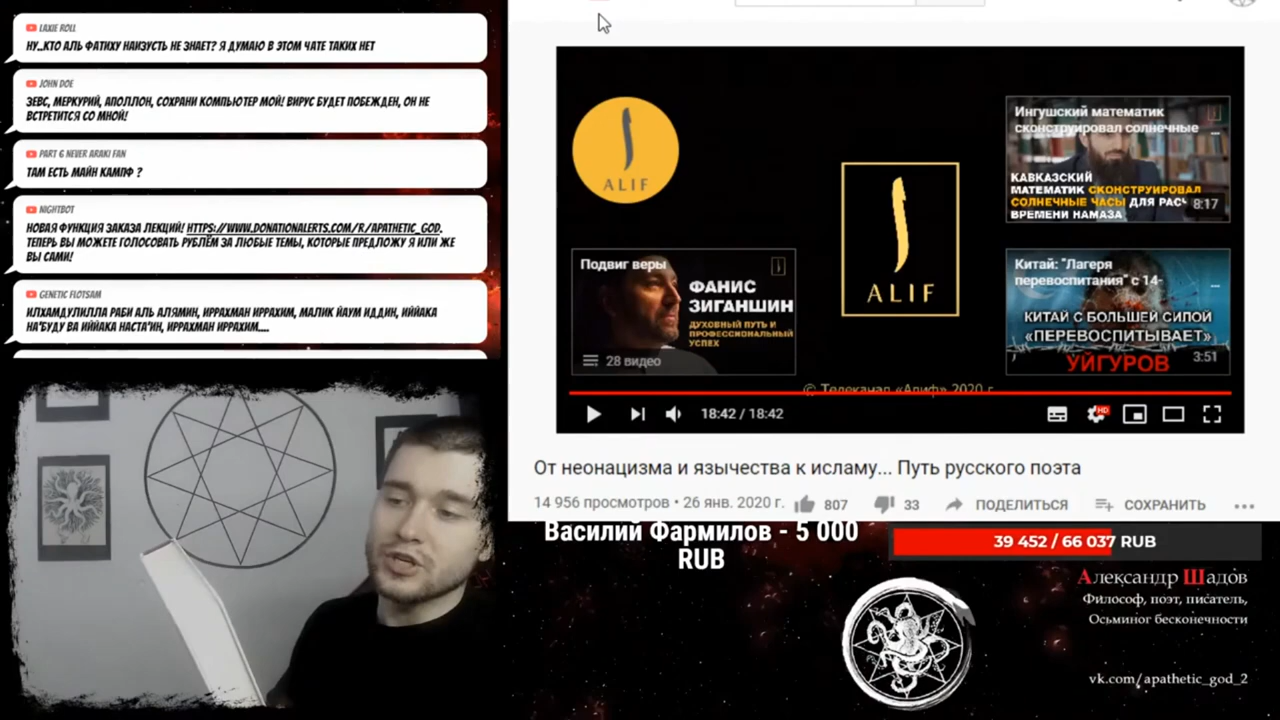 LAXIE ROLL
НУ...КТО АЛЬ ФАТИХУ НАИЗУСТЬ НЕ ЗНАЕТ? Я ДУМАЮ В ЭТОМ ЧАТЕ ТАКИХ НЕТ
JOHN DOE
ЗЕВС, МЕРКУРИЙ, АПОЛЛОН, СОХРАНИ КОМПЬЮТЕР МОЙ! ВИРУС БУДЕТ ПОБЕЖДЕН, ОН НЕ
ВСТРЕТИТСЯ СО МНОЙ!
PART 6 NEVER ARAKI FAN
ТАМ ЕСТЬ МАЙН КАМПФ ?
NIGHTBOT
НОВАЯ ФУНКЦИЯ ЗАКАЗА ЛЕКЦИЙ! HTTPS://WWW.DONATIONALERTS.COM/R/APATHETIC_GOD.
ТЕПЕРЬ ВЫ МОЖЕТЕ ГОЛОСОВАТЬ РУБЛЁМ ЗА ЛЮБЫЕ ТЕМЫ, КОТОРЫЕ ПРЕДЛОЖУ Я ИЛИ ЖЕ
ВЫ САМИ!
GENETIC FLOTSAM
ИЛХАМДУЛИЛЛА РАБИ АЛЬ АЛЯМИН, ИРРАХМАН ИРРАХИМ, МАЛИК ЙАУМ ИДДИН, ИЙЙАКА
НА'БУДУ ВА ИЙЙАКА НАСТА'ИН, ИРРАХМАН ИРРАХИМ....
ALIF
Подвиг веры
ФАНИС
ЗИГАНШИН
ДУХОВНЫЙ ПУТЬ И
ПРОФЕССИОНАЛЬНЫЙ
УСПЕХ
28 видео
ALIF
Ингушский математик
сконструировал солнечные ...
КАВКАЗСКИЙ
МАТЕМАТИК СКОНСТРУИРОВАЛ
СОЛНЕЧНЫЕ ЧАСЫ ДЛЯ РАСЧ
ВРЕМЕНИ НАМАЗА
8:17
Китай: "Лагеря
перевоспитания" с 14- ...
КИТАЙ С БОЛЬШЕЙ СИЛОЙ
«ПЕРЕВОСПИТЫВАЕТ»
УЙГУРОВ
3:51
© Телеканал «Алиф» 2020 г.
18:42 / 18:42
HD
От неонацизма и язычества к исламу... Путь русского поэта
14 956 просмотров • 26 янв. 2020 г.
807
33
ПОДЕЛИТЬСЯ
СОХРАНИТЬ
Василий Фармилов - 5 000
RUB
39 452 / 66 037 RUB
Александр Шадов
Философ, поэт, писатель,
Осьминог бесконечности
vk.com/apathetic_god_2